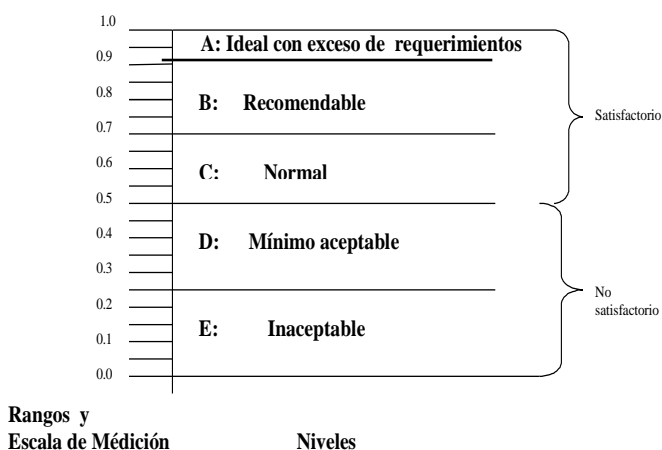 1.0
A: Ideal con exceso de requerimientos
0.9
0.8
B: Recomendable
Satisfactorio
0.7
0.6
C: Normal
0.5
0.4
D: Mínimo aceptable
0.3
No
satisfactorio
0.2
E: Inaceptable
0.1
0.0
Rangos y
Escala de Médición Niveles